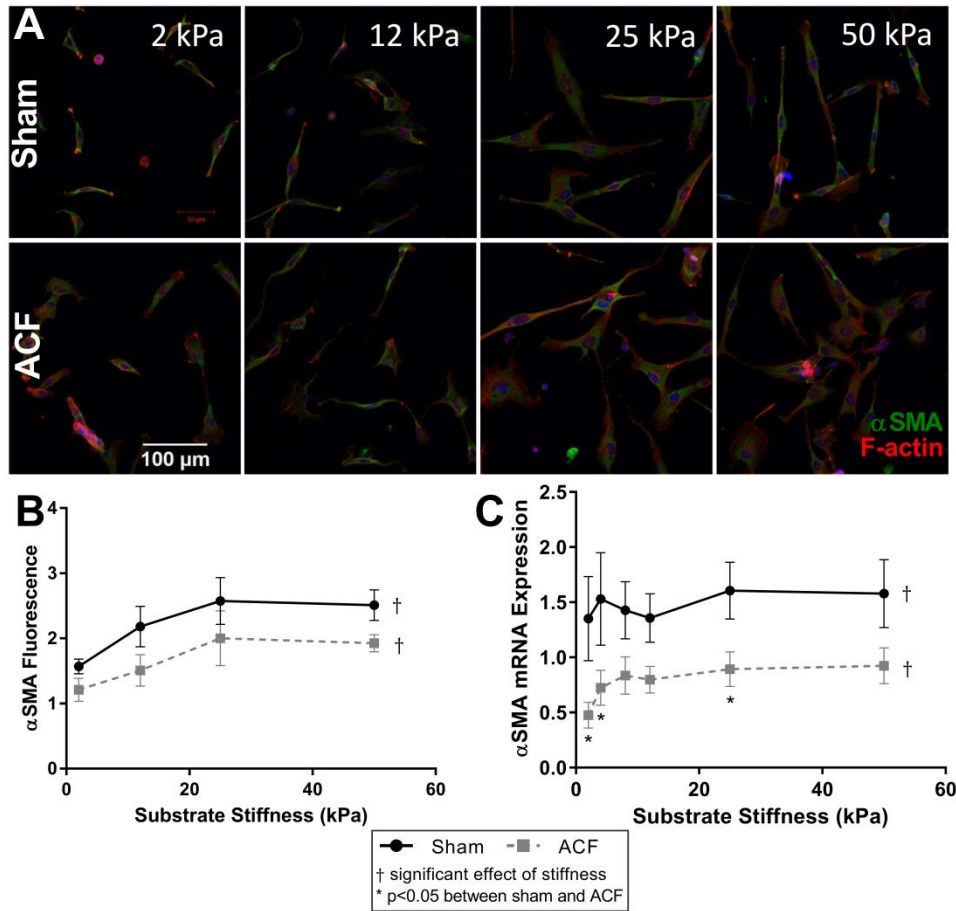 A
2 kPa
12 kPa
25 kPa
50 kPa
Sham
50 µm
ACF
100 µm
αSMA
F-actin
B
αSMA Fluorescence
4
3
2
1
0
†
†
0
20
40
60
Substrate Stiffness (kPa)
C
αSMA mRNA Expression
2.5
2.0
1.5
1.0
0.5
0.0
†
†
*
*
*
0
20
40
60
Substrate Stiffness (kPa)
Sham
ACF
† significant effect of stiffness
* p<0.05 between sham and ACF